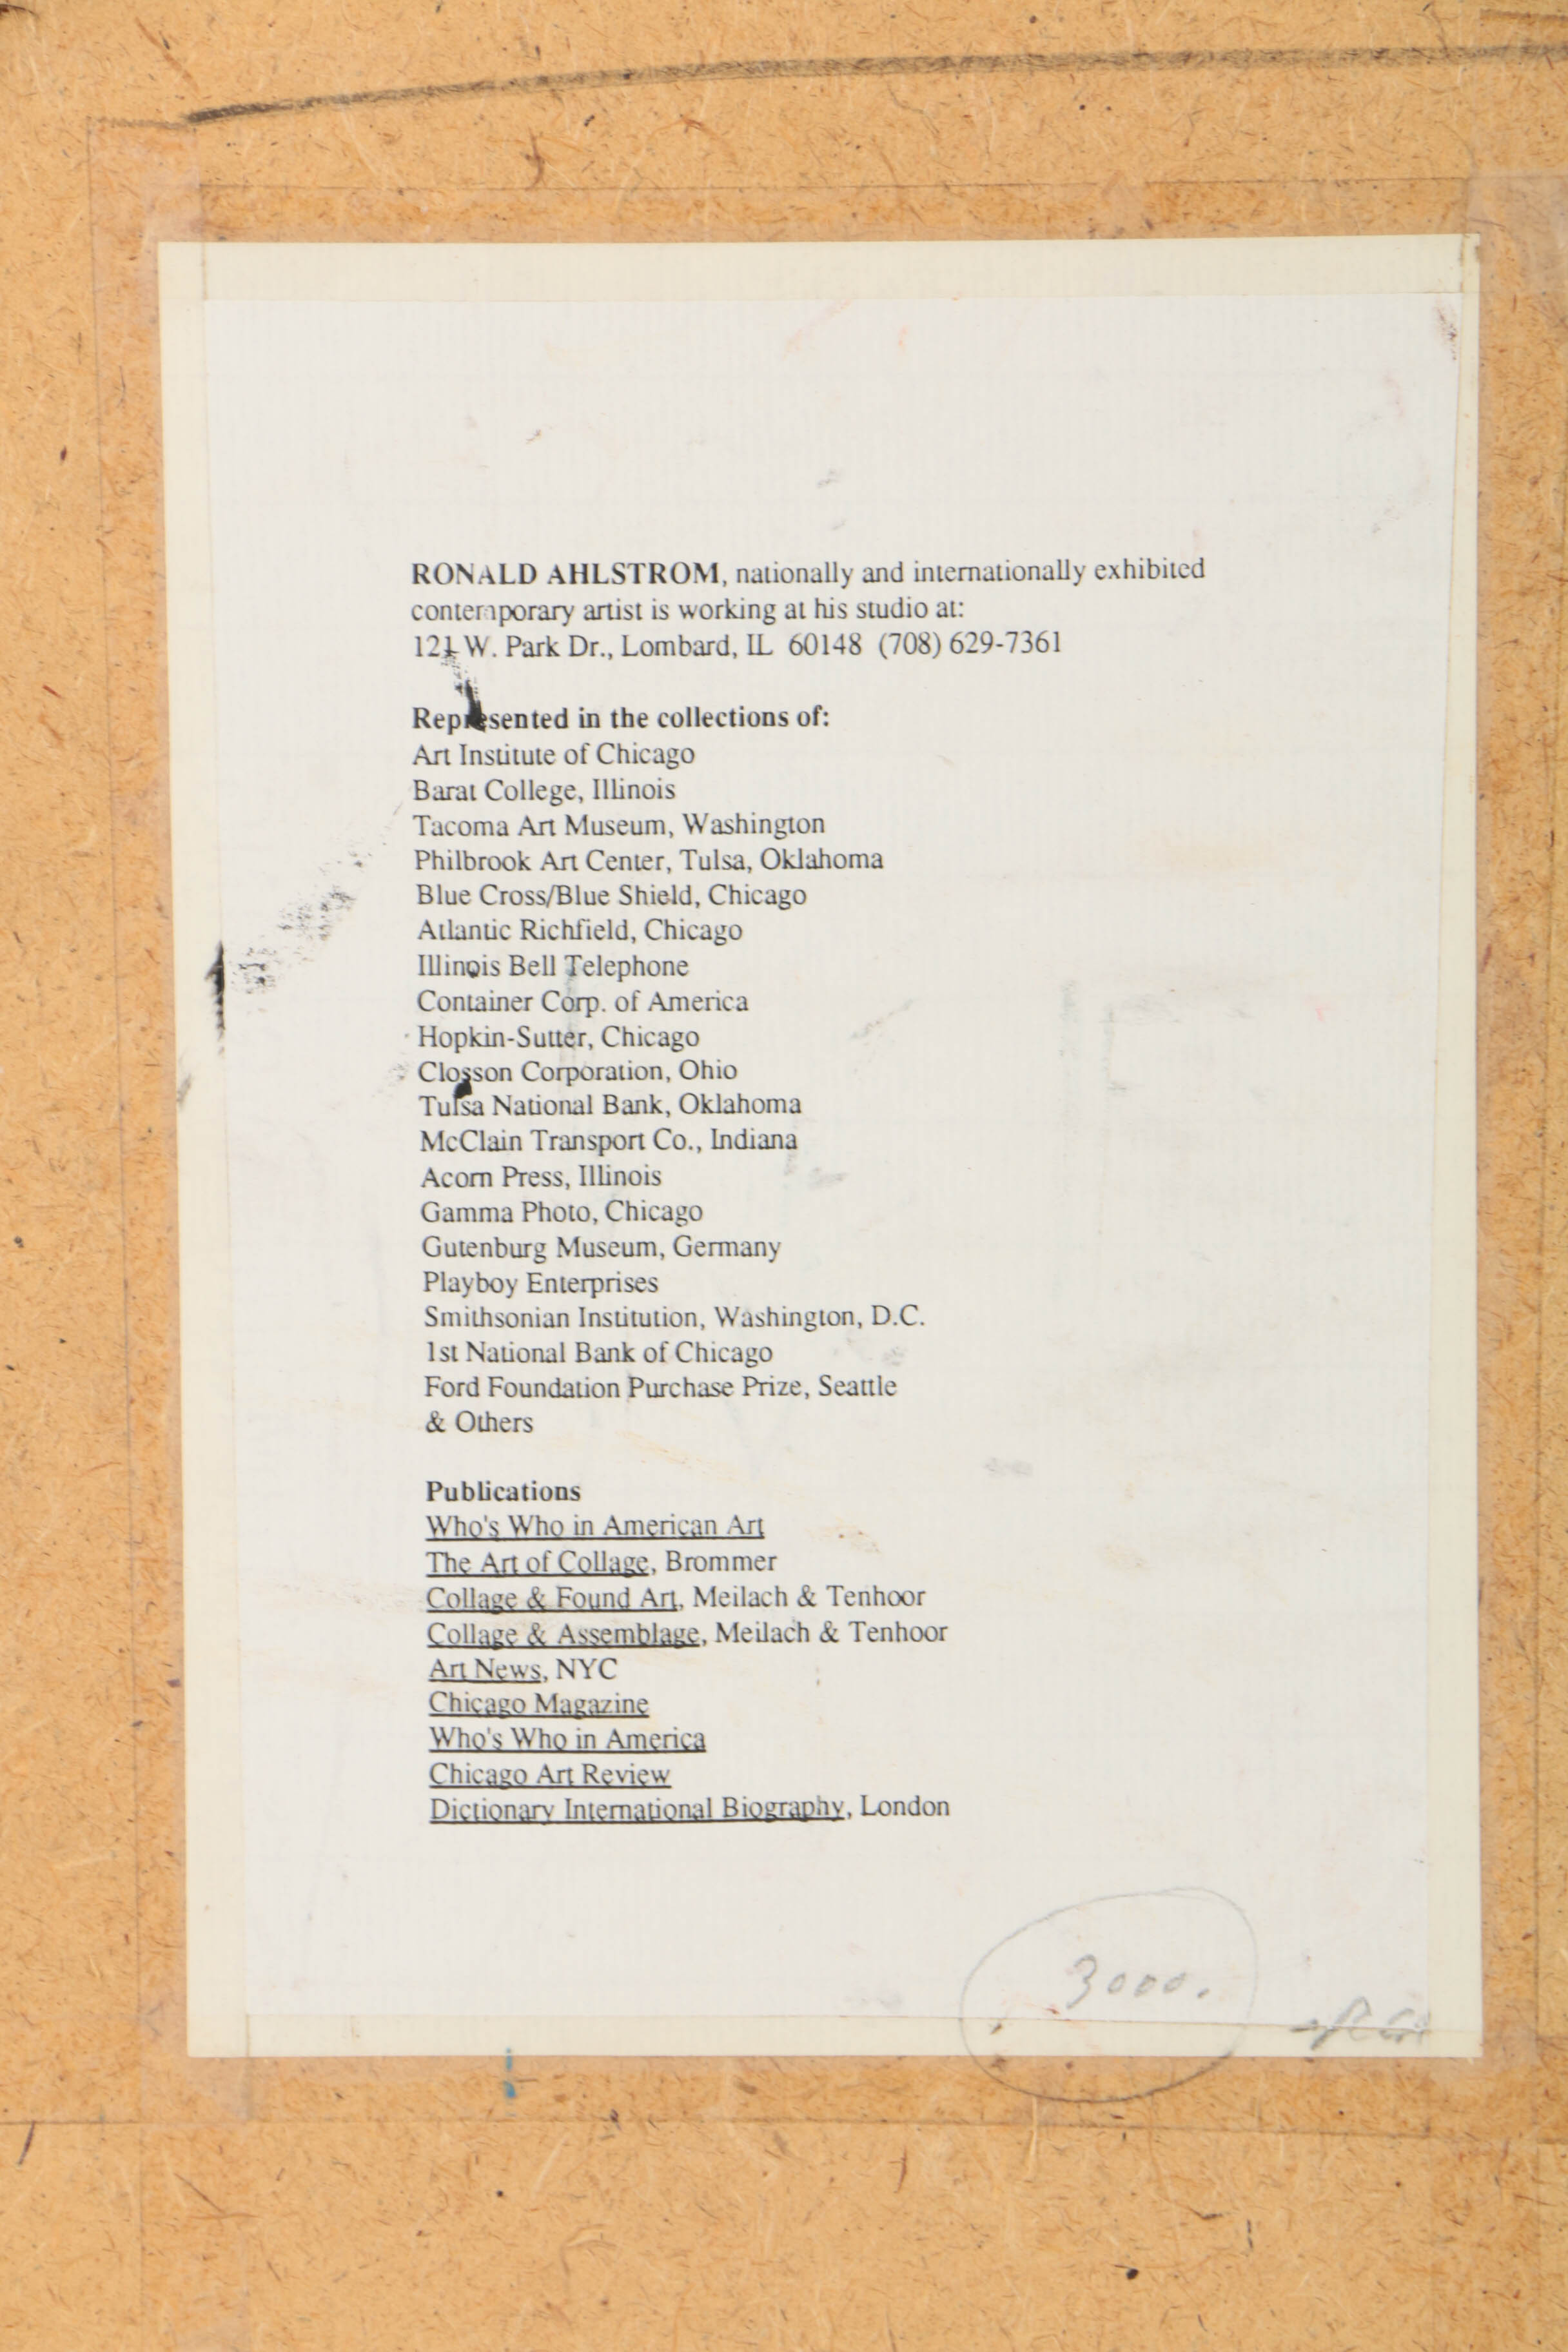 RONALD AHLSTROM, nationally and internationally exhibited
contemporary artist is working at his studio at:
121 W. Park Dr., Lombard, IL 60148 (708) 629-7361
Represented in the collections of:
Art Institute of Chicago
Barat College, Illinois
Tacoma Art Museum, Washington
Philbrook Art Center, Tulsa, Oklahoma
Blue Cross/Blue Shield, Chicago
Atlantic Richfield, Chicago
Illinois Bell Telephone
Container Corp. of America
Hopkin-Sutter, Chicago
Closson Corporation, Ohio
Tulsa National Bank, Oklahoma
McClain Transport Co., Indiana
Acorn Press, Illinois
Gamma Photo, Chicago
Gutenburg Museum, Germany
Playboy Enterprises
Smithsonian Institution, Washington, D.C.
1st National Bank of Chicago
Ford Foundation Purchase Prize, Seattle
& Others
Publications
Who's Who in American Art
The Art of Collage, Brommer
Collage & Found Art, Meilach & Tenhoor
Collage & Assemblage, Meilach & Tenhoor
Art News, NYC
Chicago Magazine
Who's Who in America
Chicago Art Review
Dictionary International Biography, London
3000.